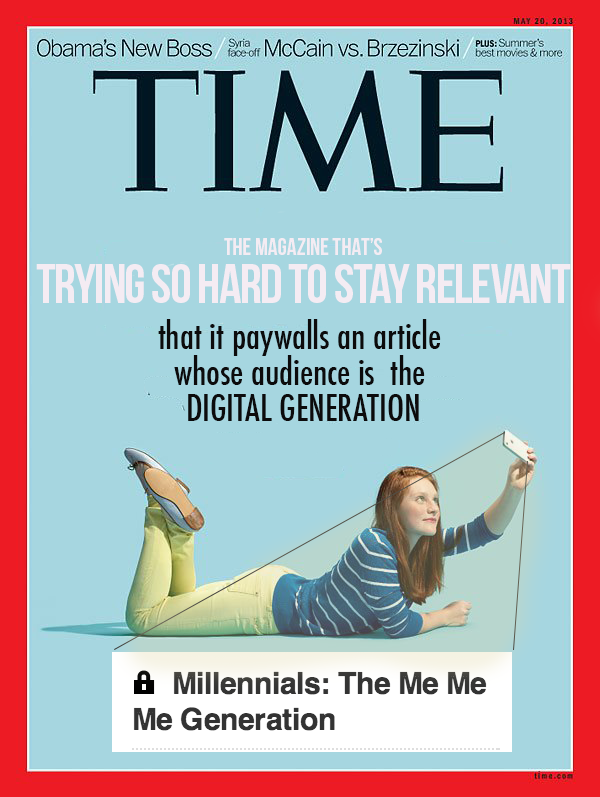 MAY 20, 2013
Obama's New Boss / Syria face-off McCain vs. Brzezinski / PLUS: Summer's best movies & more
TIME
THE MAGAZINE THAT'S
TRYING SO HARD TO STAY RELEVANT
that it paywalls an article
whose audience is the
DIGITAL GENERATION
Millennials: The Me Me
Me Generation
time.com